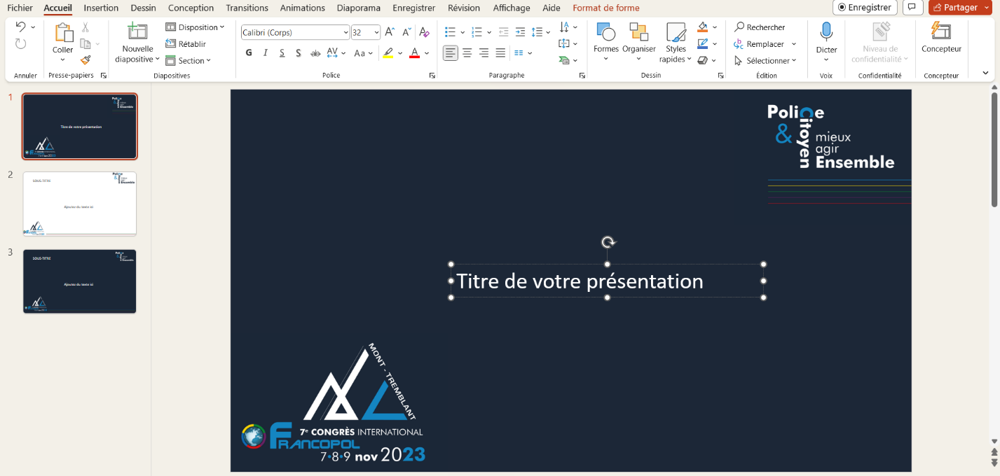 Fichier Accueil Insertion Dessin Conception Transitions Animations Diaporama Enregistrer Révision Affichage Aide Format de forme
Enregistrer
Partager
Coller
Nouvelle diapositive
Disposition
Rétablir
Section
Calibri (Corps) 32
G I S S ab AV Aa A
Formes
Organiser
Styles rapides
Rechercher
Remplacer
Sélectionner
Dicter
Niveau de confidentialité
Concepteur
Annuler Presse-papiers Diapositives Police Paragraphe Dessin Édition Voix Confidentialité Concepteur
1
Titre de votre présentation
2
SOUS-TITRE
Ajoutez du texte ici
3
SOUS-TITRE
Ajoutez du texte ici
Police
& Citoyen
mieux
agir
Ensemble
Titre de votre présentation
MONT - TREMBLANT
7e CONGRÈS INTERNATIONAL
FRANCOPOL
7•8•9 nov 2023